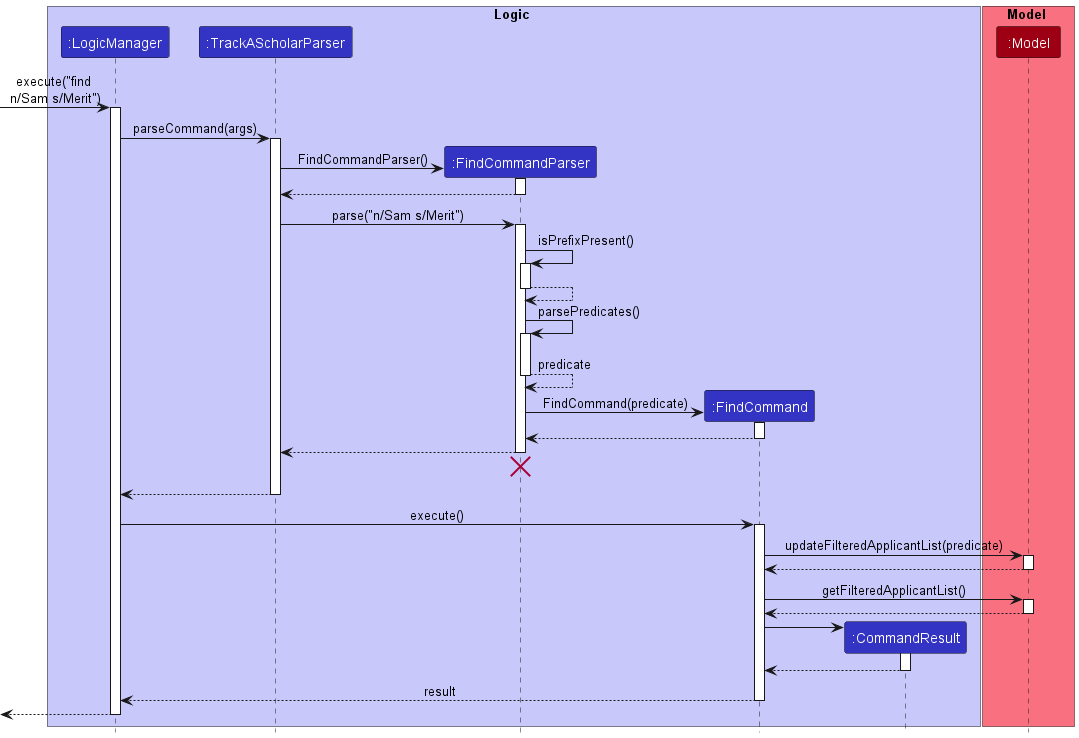 Logic
Model
:LogicManager
:TrackAScholarParser
:Model
execute("find
n/Sam s/Merit")
parseCommand(args)
FindCommandParser()
:FindCommandParser
parse("n/Sam s/Merit")
isPrefixPresent()
parsePredicates()
predicate
FindCommand(predicate)
:FindCommand
execute()
updateFilteredApplicantList(predicate)
getFilteredApplicantList()
:CommandResult
result